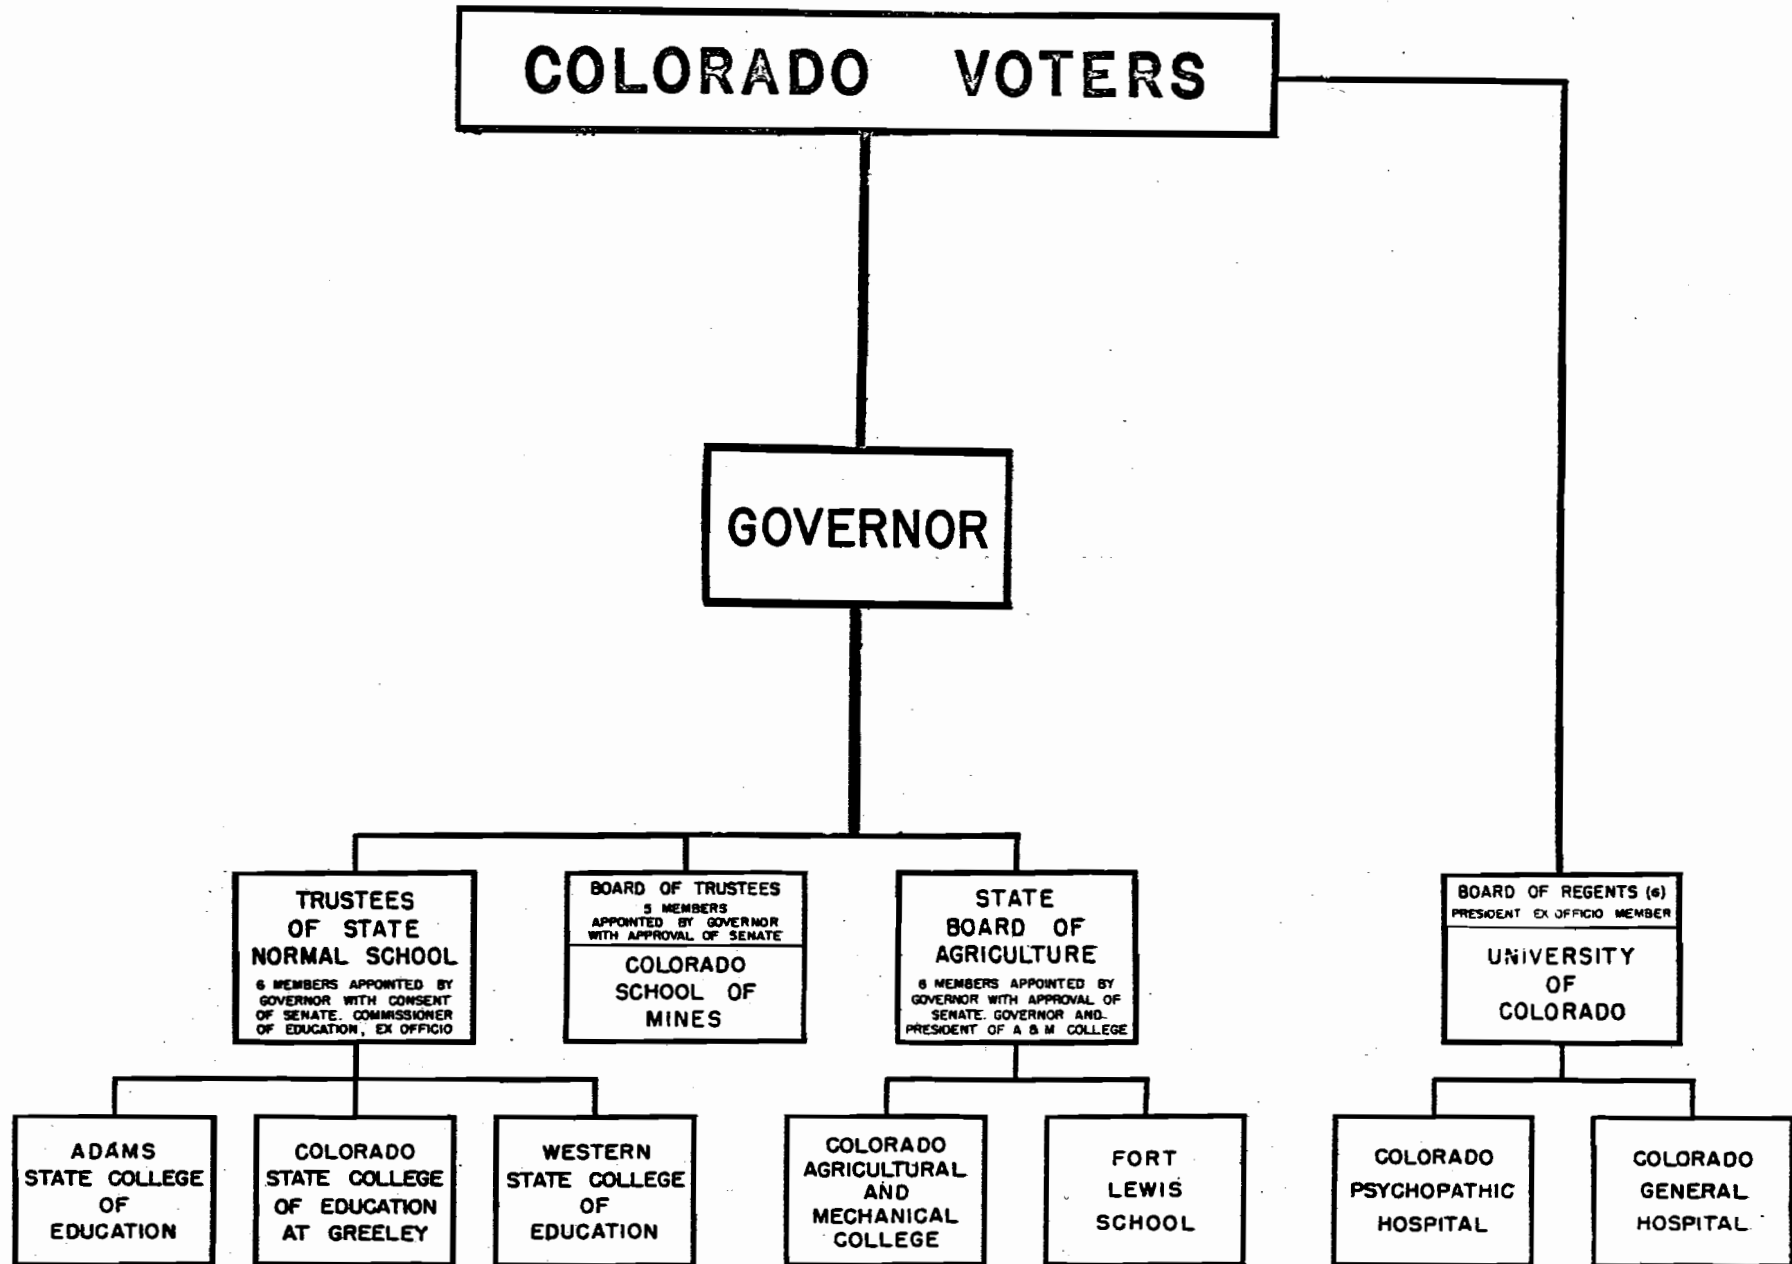 COLORADO VOTERS
GOVERNOR
TRUSTEES
OF STATE
NORMAL SCHOOL
6 MEMBERS APPOINTED BY
GOVERNOR WITH CONSENT
OF SENATE. COMMISSIONER
OF EDUCATION, EX OFFICIO
BOARD OF TRUSTEES
5 MEMBERS
APPOINTED BY GOVERNOR
WITH APPROVAL OF SENATE
COLORADO
SCHOOL OF
MINES
STATE
BOARD OF
AGRICULTURE
6 MEMBERS APPOINTED BY
GOVERNOR WITH APPROVAL OF
SENATE. GOVERNOR AND
PRESIDENT OF A & M COLLEGE
BOARD OF REGENTS (6)
PRESIDENT EX OFFICIO MEMBER
UNIVERSITY
OF
COLORADO
ADAMS
STATE COLLEGE
OF
EDUCATION
COLORADO
STATE COLLEGE
OF EDUCATION
AT GREELEY
WESTERN
STATE COLLEGE
OF
EDUCATION
COLORADO
AGRICULTURAL
AND
MECHANICAL
COLLEGE
FORT
LEWIS
SCHOOL
COLORADO
PSYCHOPATHIC
HOSPITAL
COLORADO
GENERAL
HOSPITAL